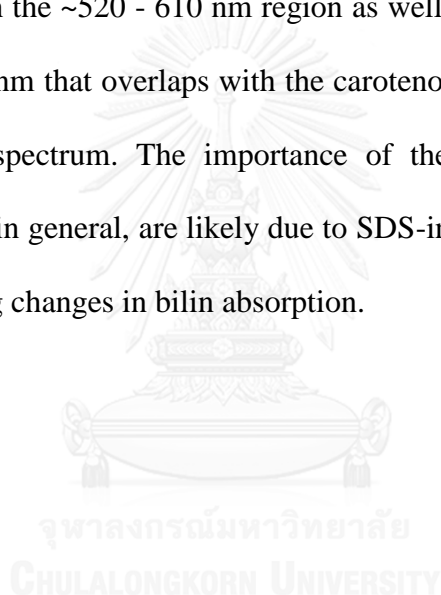 the ~520 - 610 nm region as well
nm that overlaps with the caroteno
spectrum. The importance of the
in general, are likely due to SDS-in
changes in bilin absorption.
จุฬาลงกรณ์มหาวิทยาลัย
CHULALONGKORN UNIVERSITY